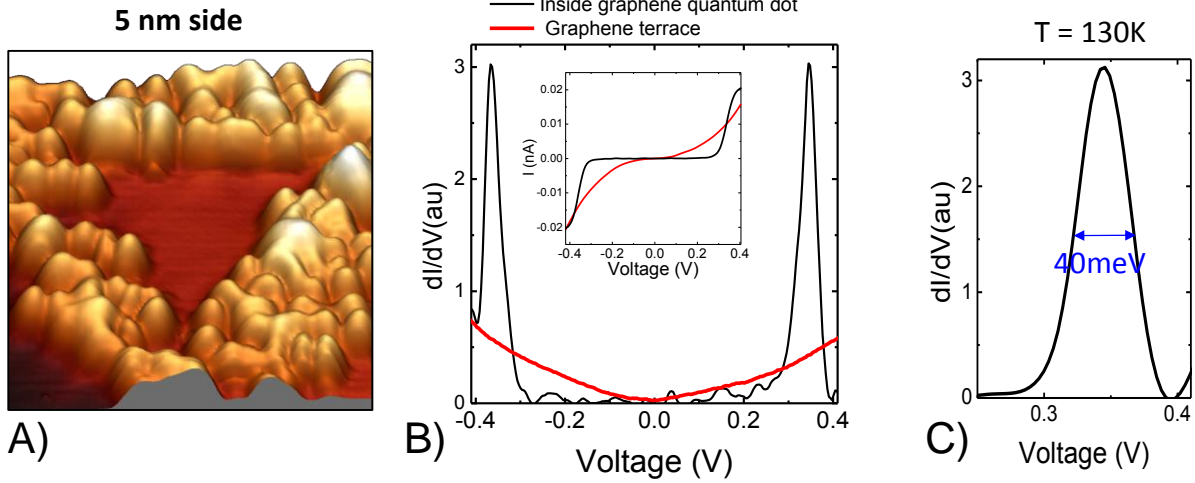 5 nm side
A)
Inside graphene quantum dot
Graphene terrace
3
2
1
0
dI/dV(au)
-0.4 -0.2 0.0 0.2 0.4
Voltage (V)
0.02
0.01
0.00
-0.01
-0.02
I (nA)
-0.4 -0.2 0.0 0.2 0.4
Voltage (V)
B)
T = 130K
3
2
1
0
dI/dV(au)
40meV
0.3 0.4
Voltage (V)
C)